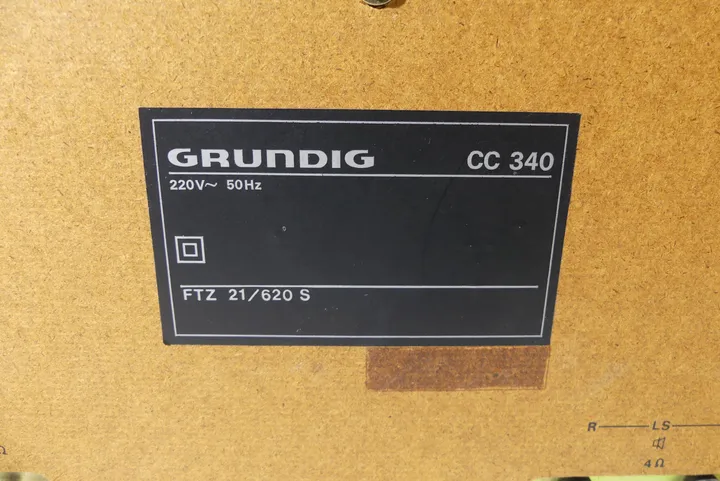 GRUNDIG CC 340
220V~ 50Hz
FTZ 21/620 S
R LS
4Ω
Ω